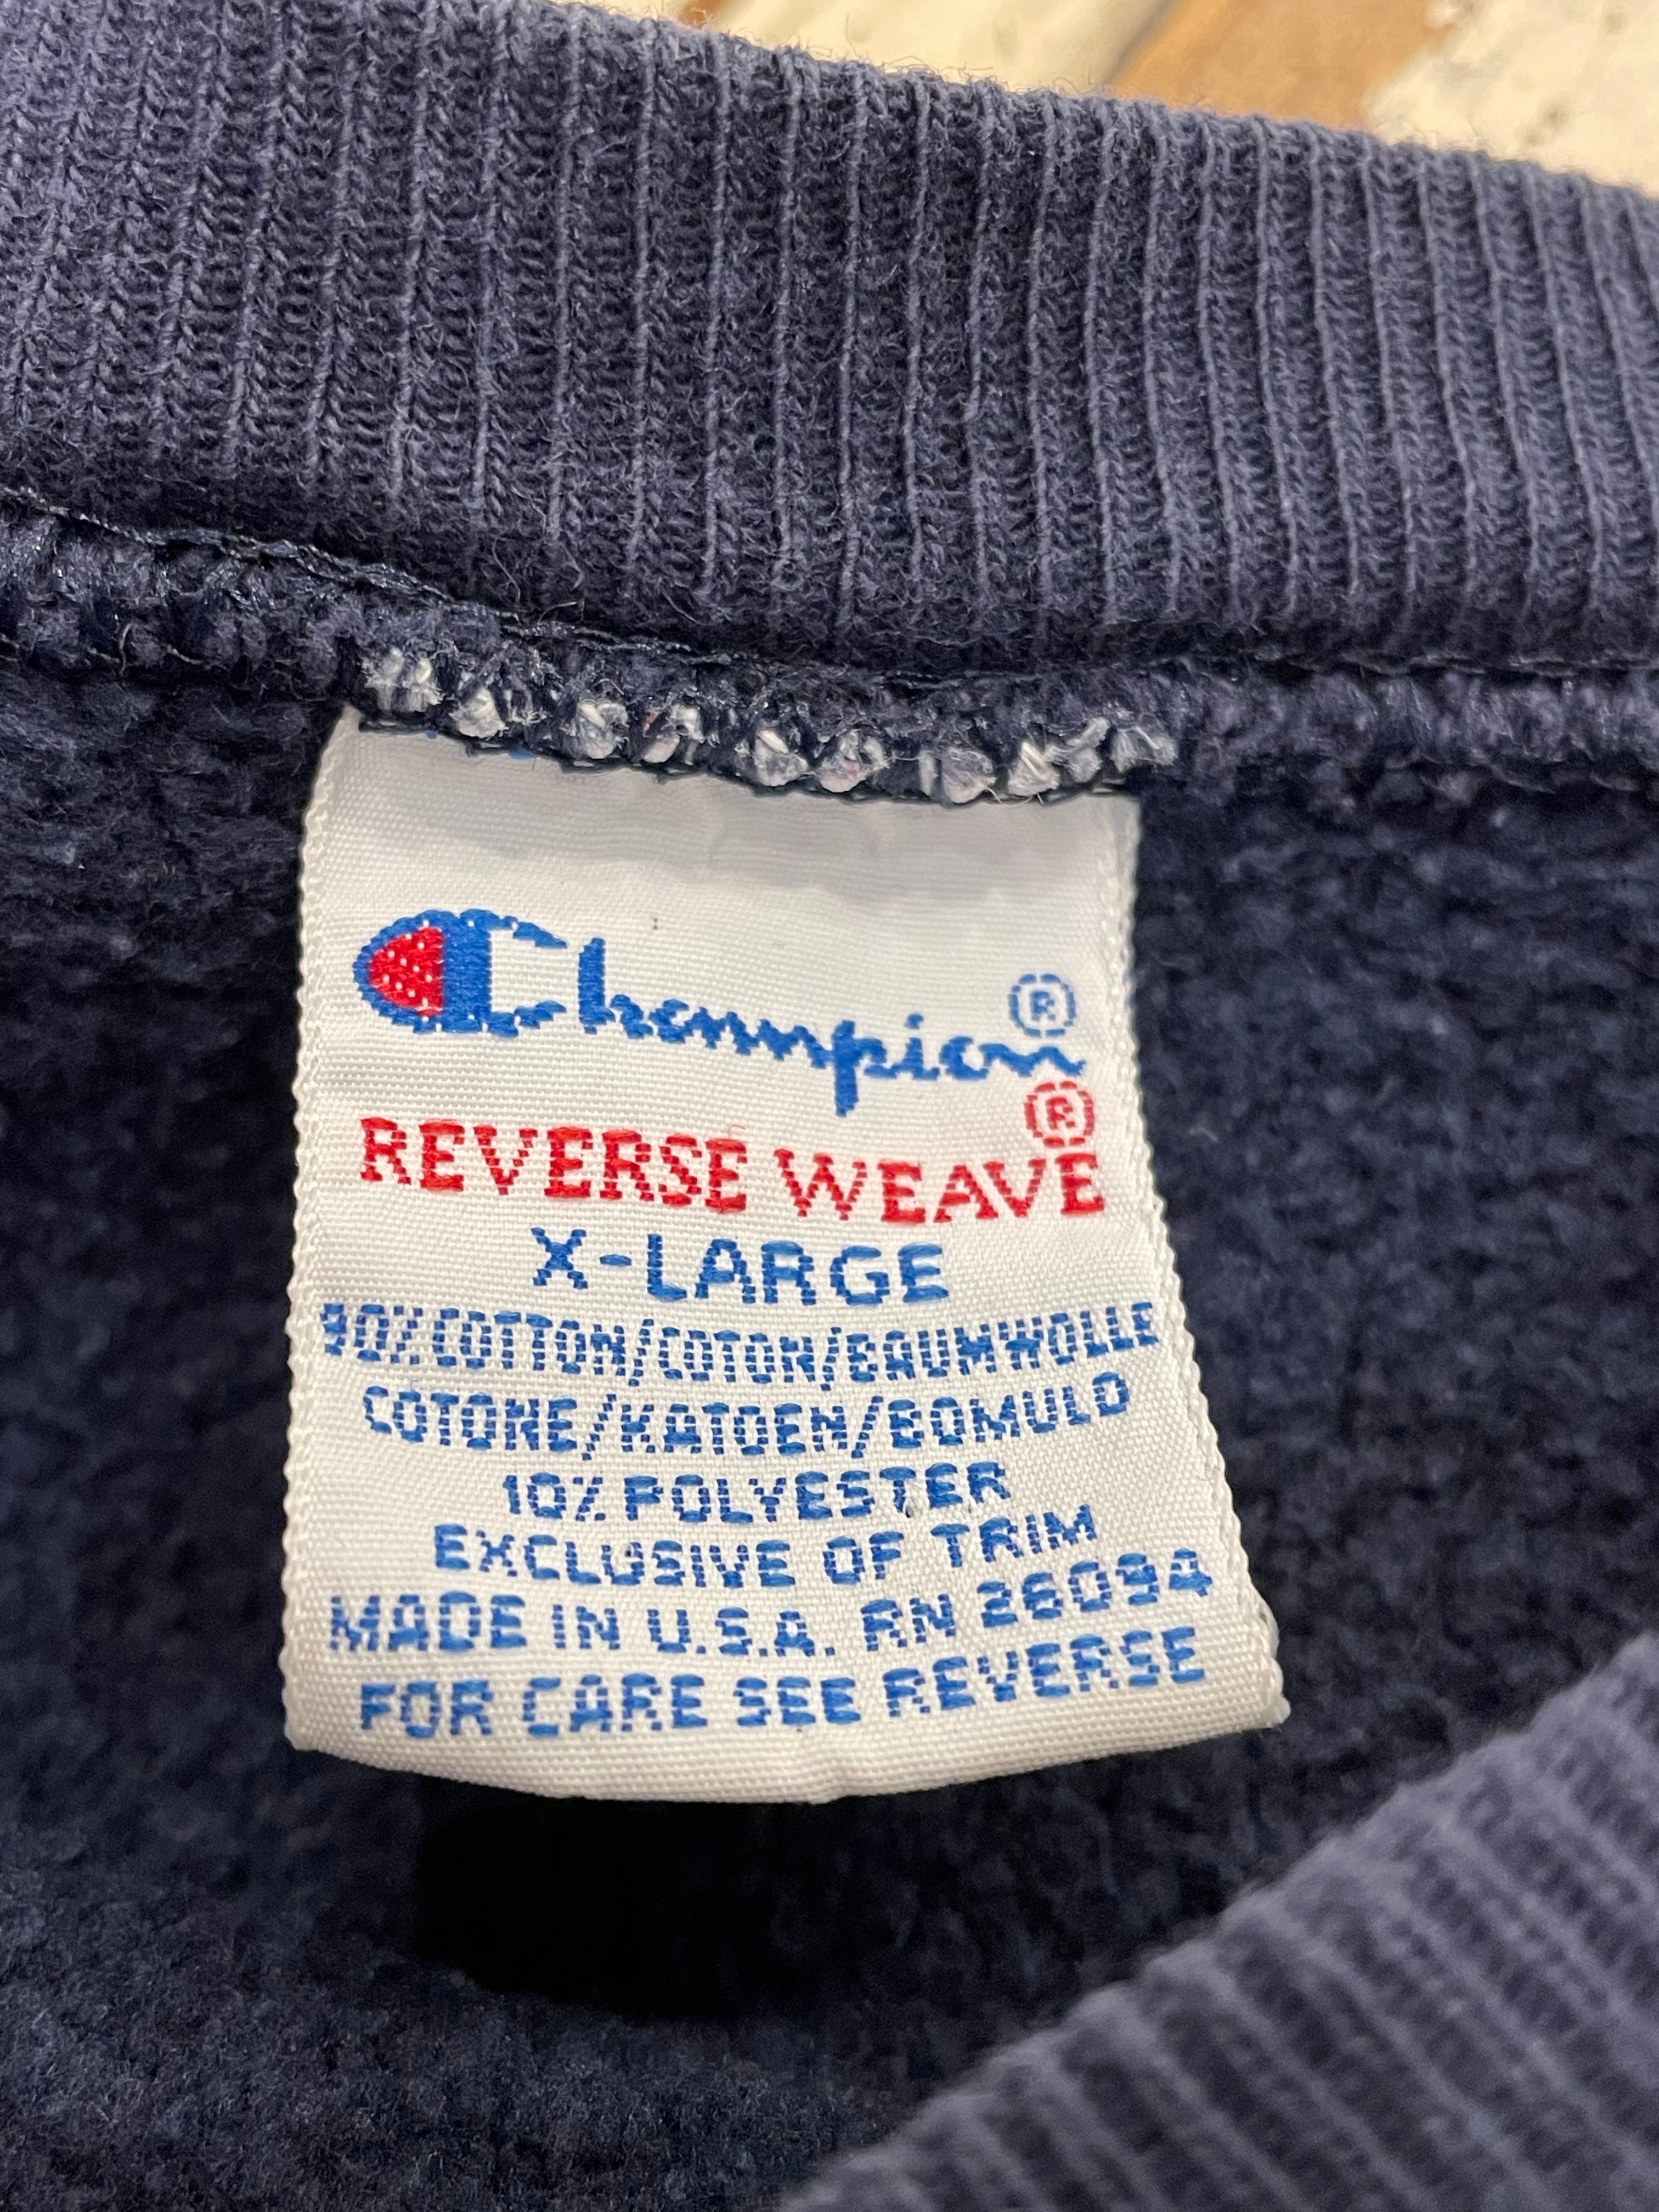 Champion®
REVERSE WEAVE®
X-LARGE
90% COTTON/COTON/BAUMWOLLE
COTONE/KATOEN/BOMULD
10% POLYESTER
EXCLUSIVE OF TRIM
MADE IN U.S.A. RN 26094
FOR CARE SEE REVERSE